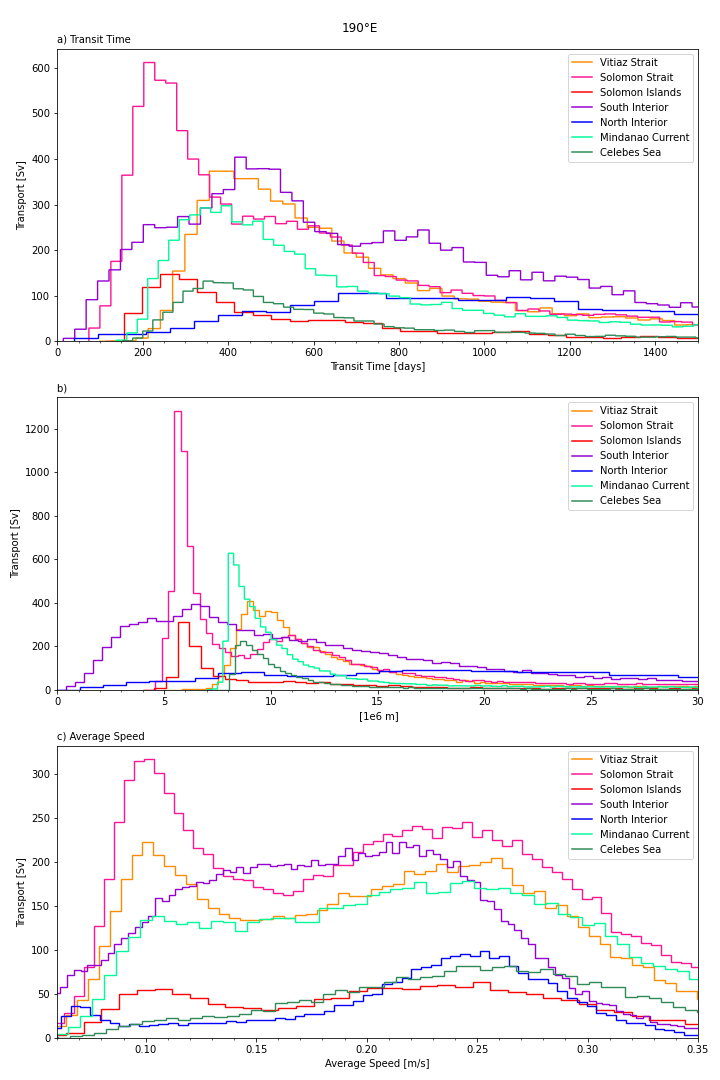 190°E
a) Transit Time
Transport [Sv]
600
500
400
300
200
100
0
0 200 400 600 800 1000 1200 1400
Transit Time [days]
Vitiaz Strait
Solomon Strait
Solomon Islands
South Interior
North Interior
Mindanao Current
Celebes Sea
b)
Transport [Sv]
1200
1000
800
600
400
200
0
0 5 10 15 20 25 30
[1e6 m]
Vitiaz Strait
Solomon Strait
Solomon Islands
South Interior
North Interior
Mindanao Current
Celebes Sea
c) Average Speed
Transport [Sv]
300
250
200
150
100
50
0
0.10 0.15 0.20 0.25 0.30 0.35
Average Speed [m/s]
Vitiaz Strait
Solomon Strait
Solomon Islands
South Interior
North Interior
Mindanao Current
Celebes Sea